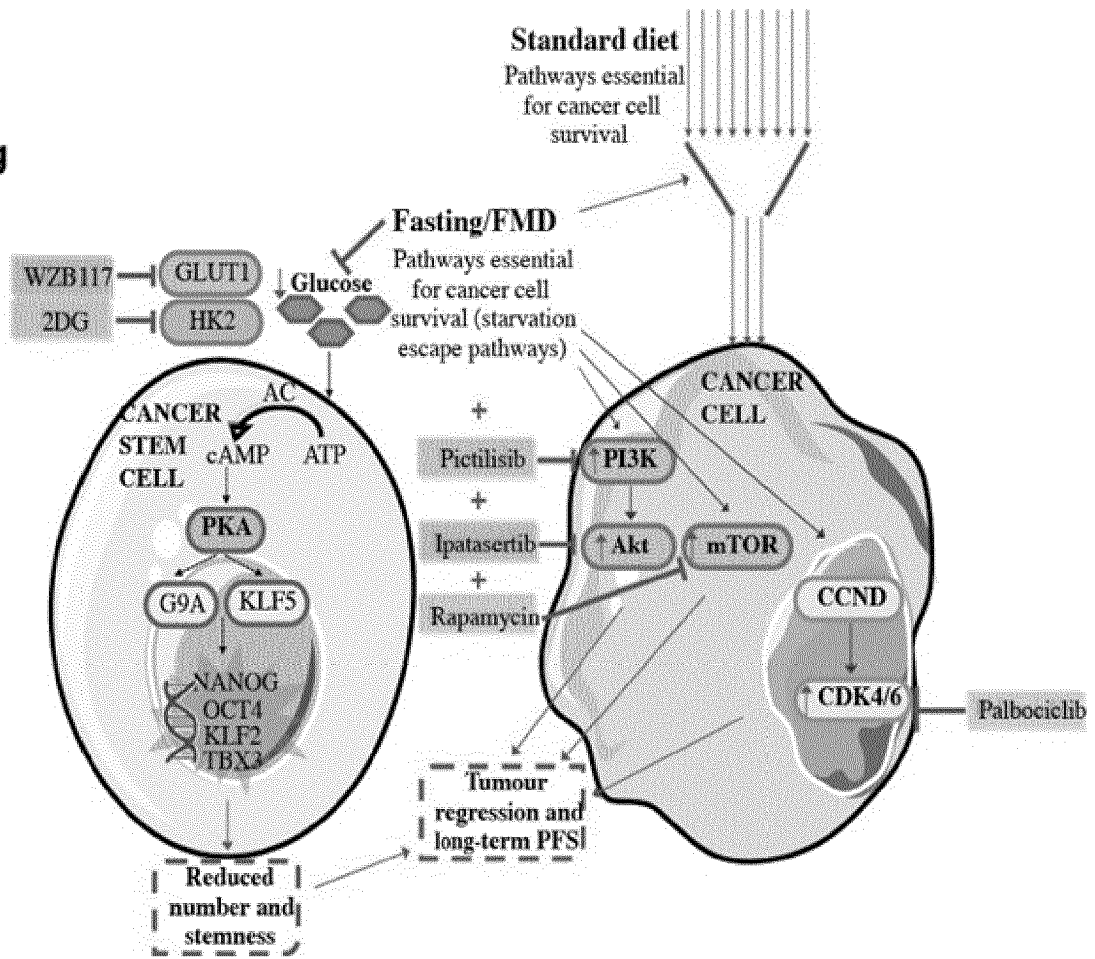 g
Standard diet
Pathways essential
for cancer cell
survival
Fasting/FMD
Pathways essential
for cancer cell
survival (starvation
escape pathways)
WZB117
GLUT1
2DG
HK2
Glucose
CANCER
STEM
CELL
AC
cAMP
ATP
PKA
G9A
KLF5
NANOG
OCT4
KLF2
TBX3
Reduced
number and
stemness
+
Pictilisib
+
Ipatasertib
+
Rapamycin
CANCER
CELL
PI3K
Akt
mTOR
CCND
CDK4/6
Palbociclib
Tumour
regression and
long-term PFS